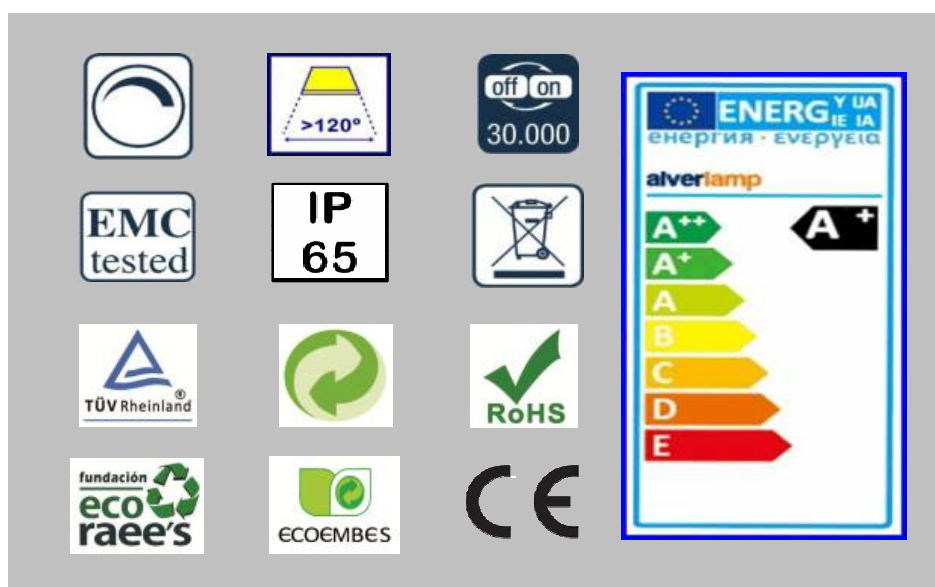 >120°
off on
30.000
EMC
tested
IP
65
TÜV Rheinland ®
RoHS
fundación
eco
raee's
ECOEMBES
CE
ENERG Y UA
IE IA
енергия · ενεργεια
alverlamp
A++
A+
A+
A
B
C
D
E